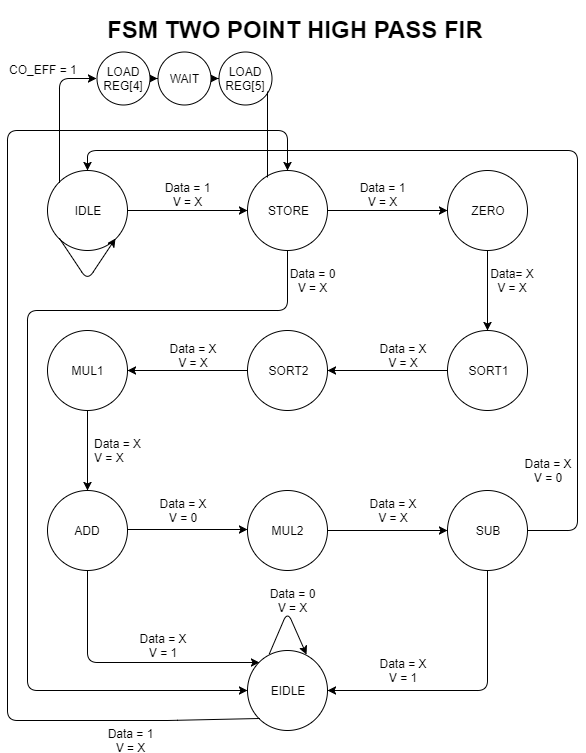 FSM TWO POINT HIGH PASS FIR
CO_EFF = 1
LOAD
REG[4]
WAIT
LOAD
REG[5]
IDLE
Data = 1
V = X
STORE
Data = 1
V = X
ZERO
Data = 0
V = X
Data= X
V = X
MUL1
Data = X
V = X
SORT2
Data = X
V = X
SORT1
Data = X
V = X
Data = X
V = 0
ADD
Data = X
V = 0
MUL2
Data = X
V = X
SUB
Data = 0
V = X
Data = X
V = 1
EIDLE
Data = X
V = 1
Data = 1
V = X